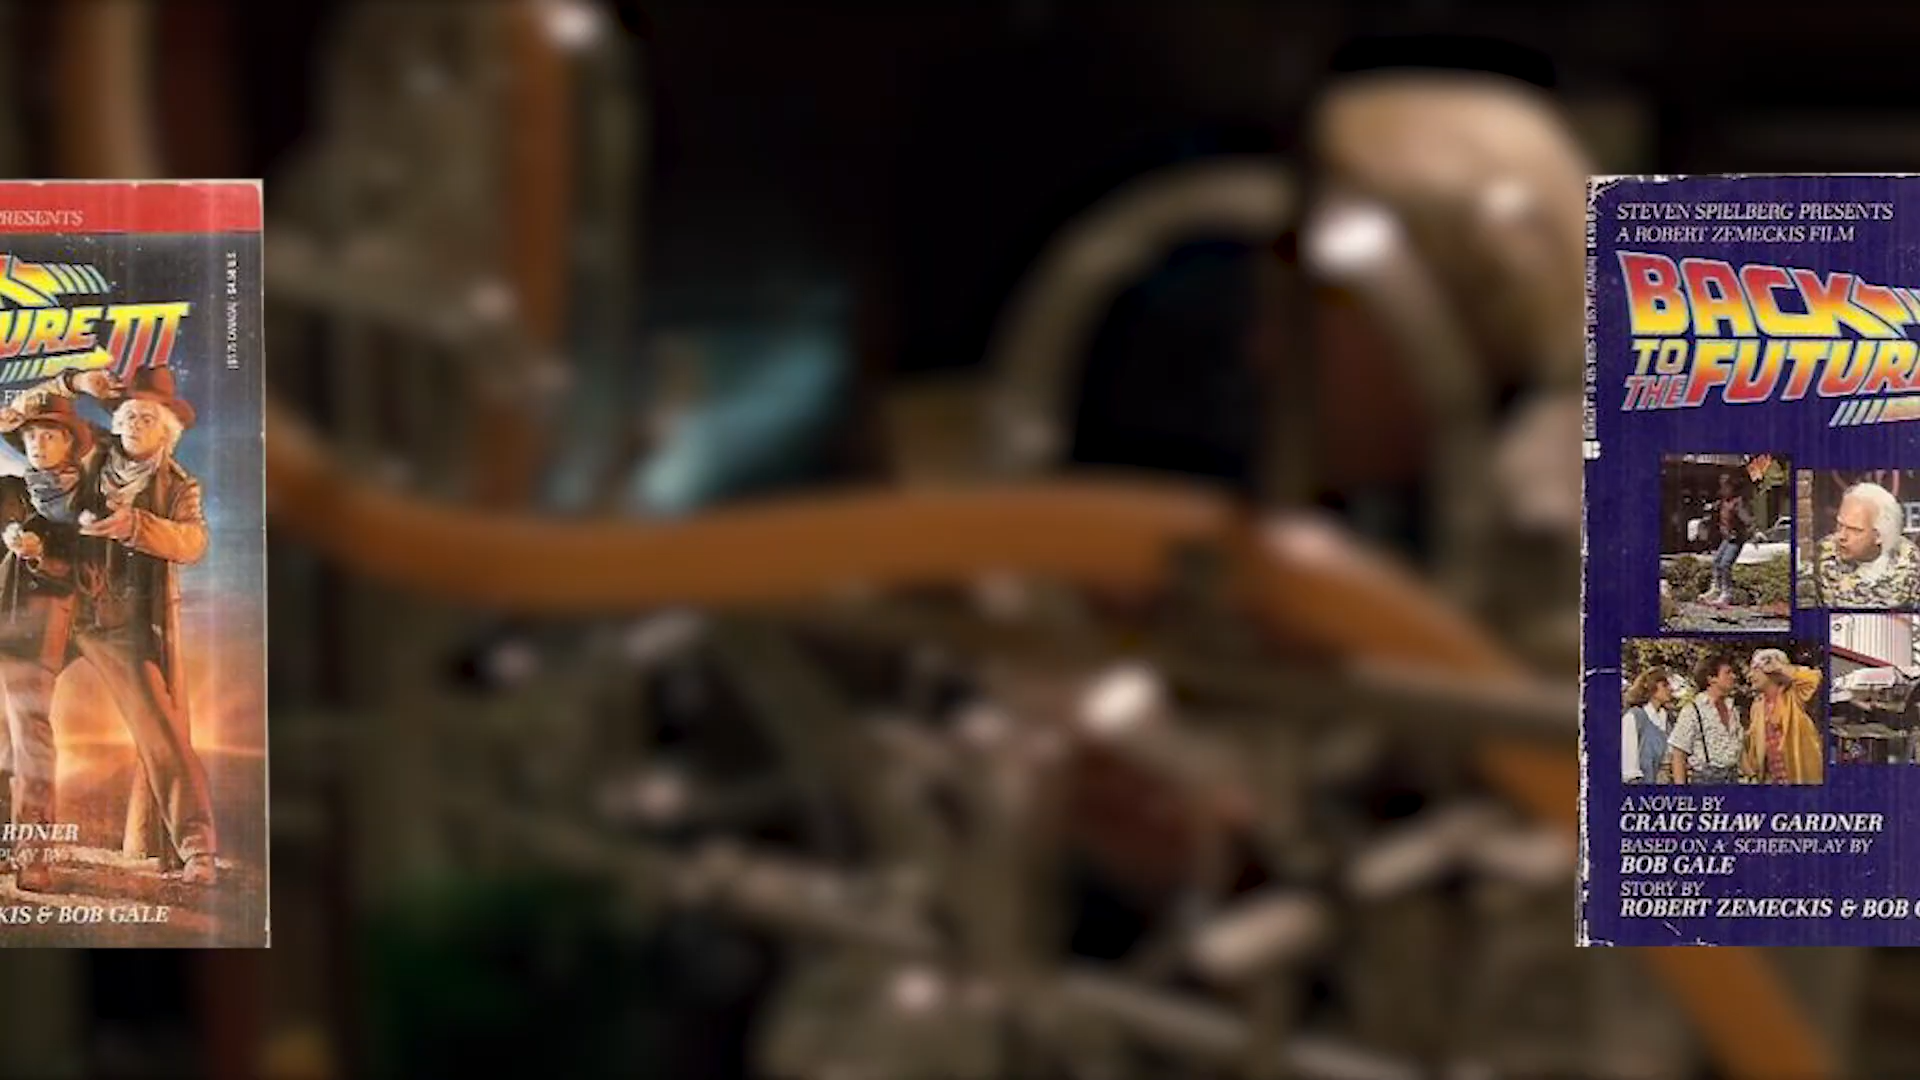 PRESENTS
URE III
FILM
RDNER
KIS & BOB GALE
STEVEN SPIELBERG PRESENTS
A ROBERT ZEMECKIS FILM
BACK
TO
THE FUTUR
A NOVEL BY
CRAIG SHAW GARDNER
BASED ON A SCREENPLAY BY
BOB GALE
STORY BY
ROBERT ZEMECKIS & BOB